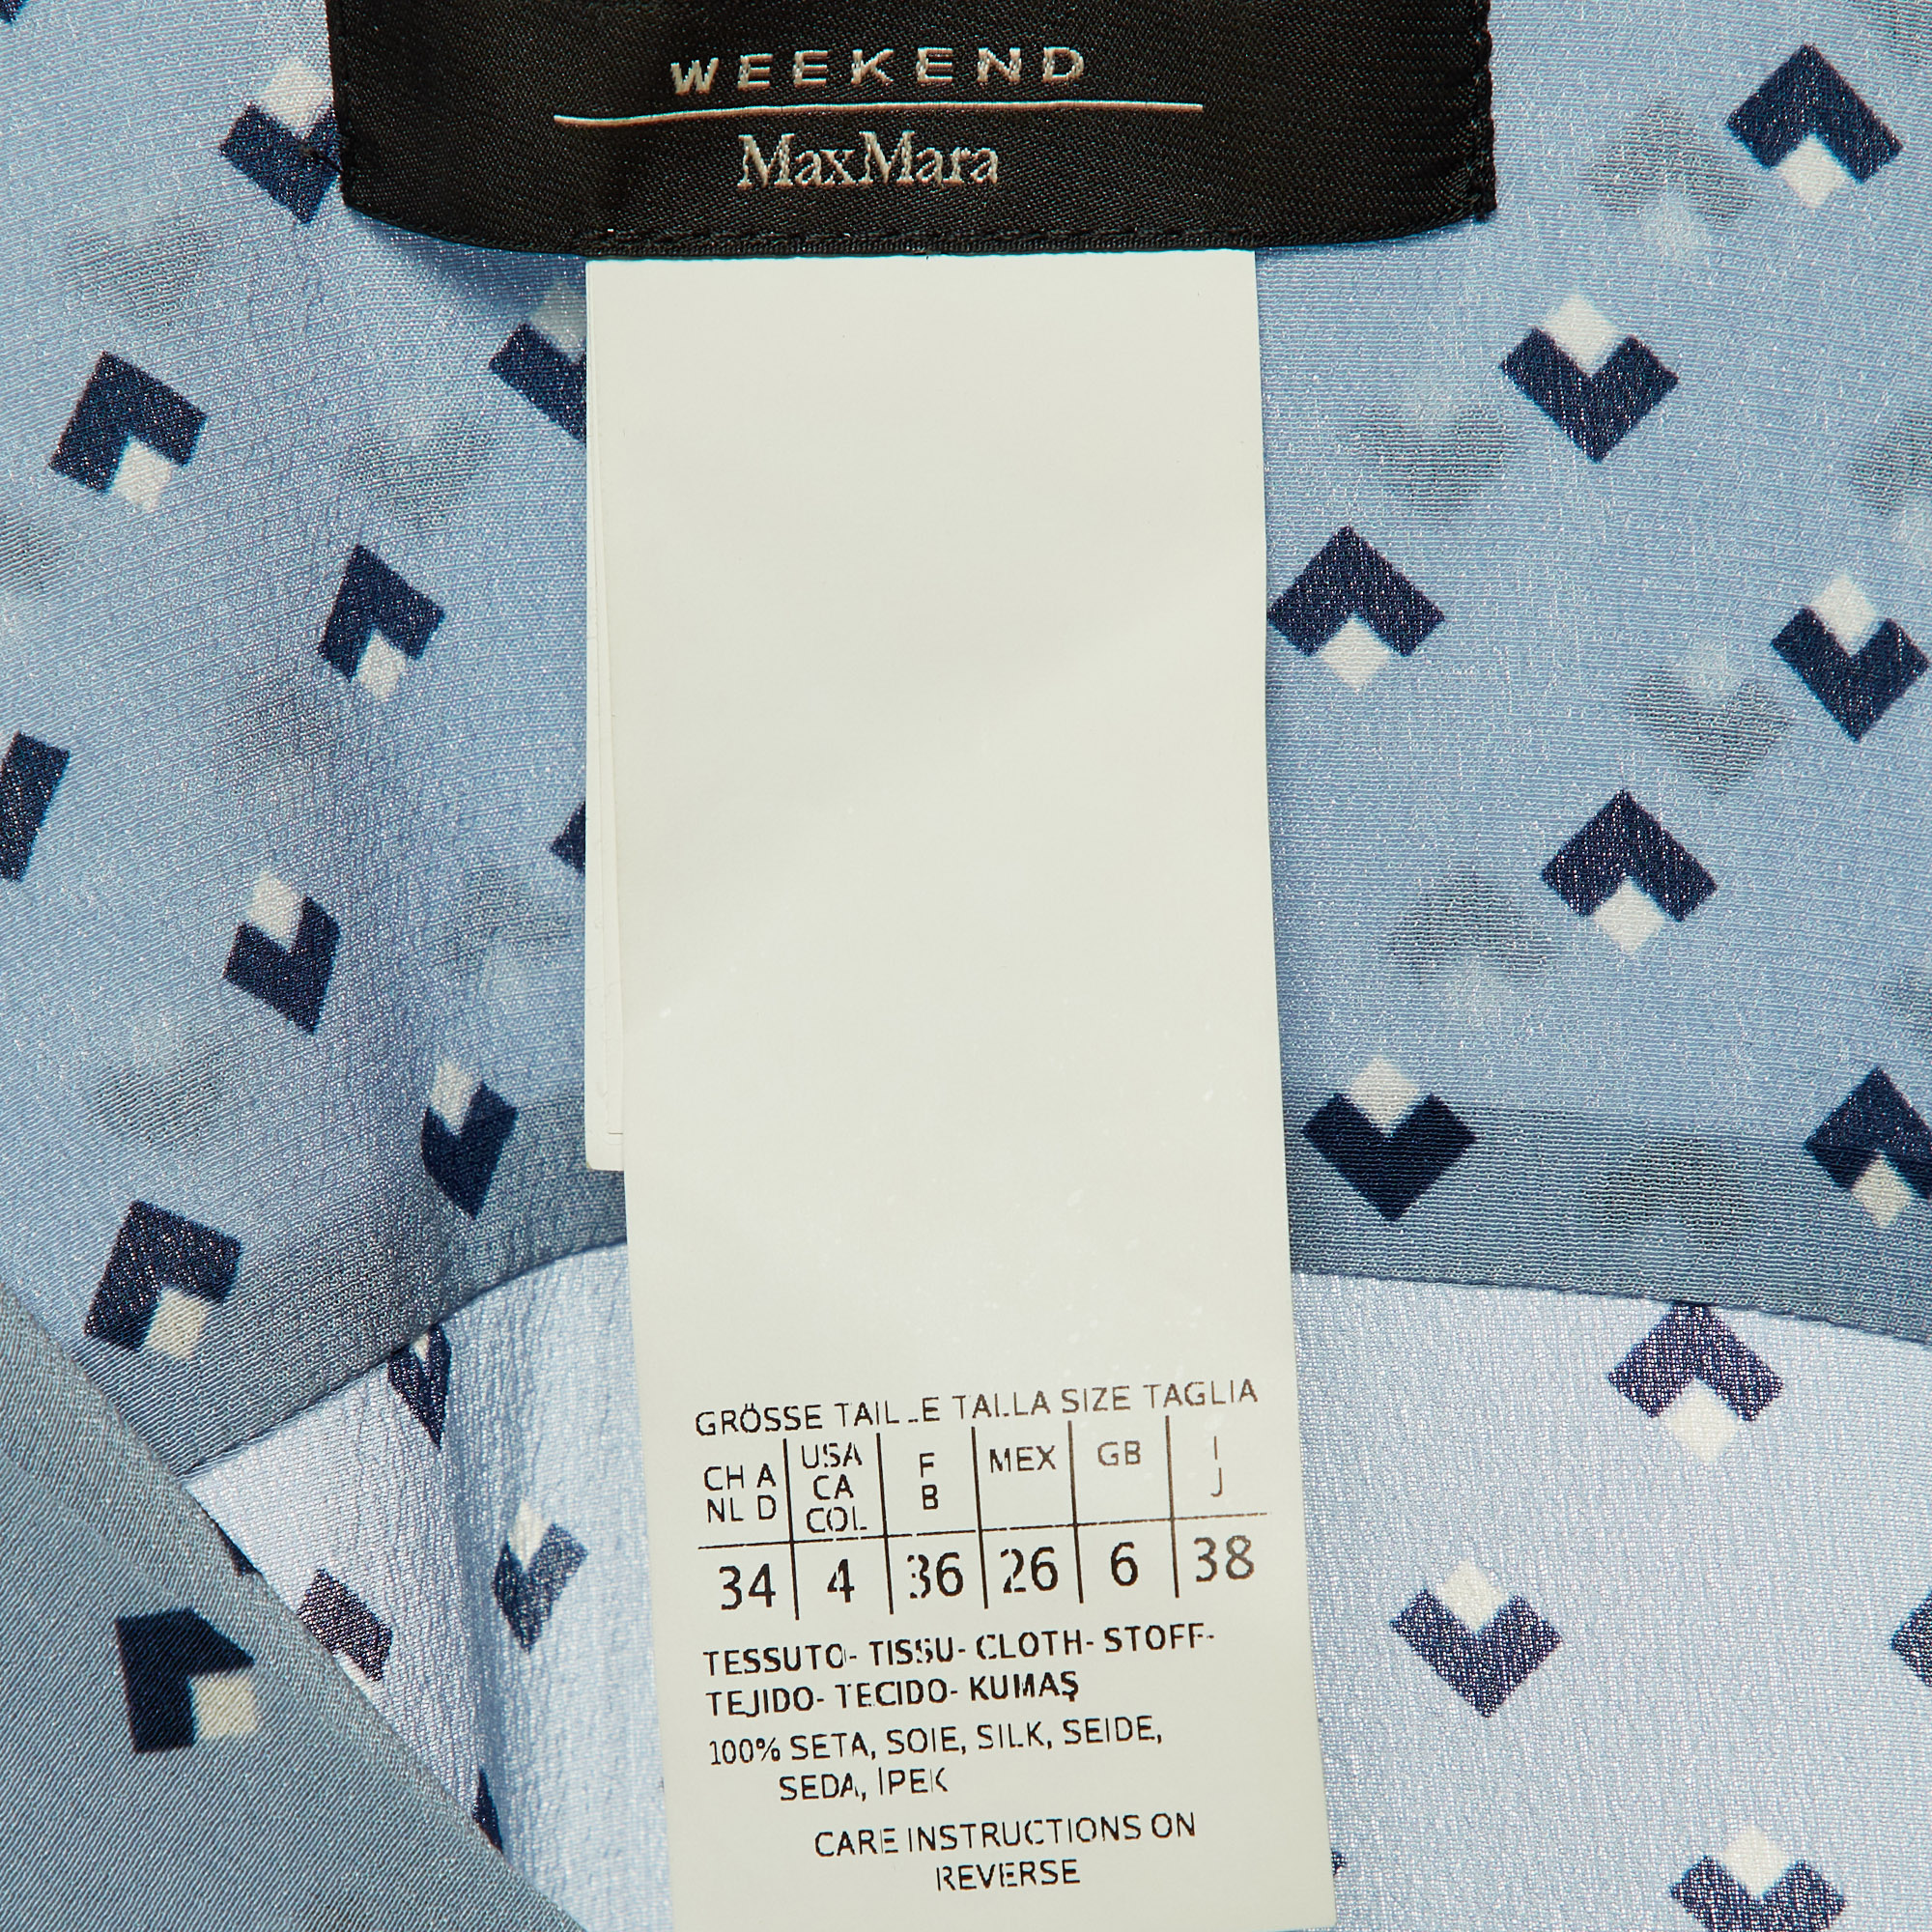 WEEKEND
MaxMara
GRÖSSE TAILLE TALLA SIZE TAGLIA
CH A NL D | USA CA COL | F B | MEX | GB | I J
34 | 4 | 36 | 26 | 6 | 38
TESSUTO- TISSU- CLOTH- STOFF-
TEJIDO- TECIDO- KUMAŞ
100% SETA, SOIE, SILK, SEIDE,
SEDA, İPEK
CARE INSTRUCTIONS ON
REVERSE